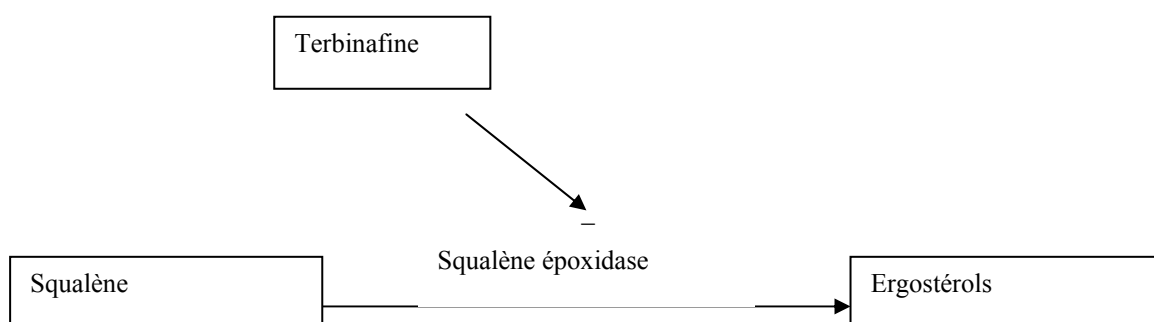 Terbinafine
–
Squalène époxidase
Squalène
Ergostérols